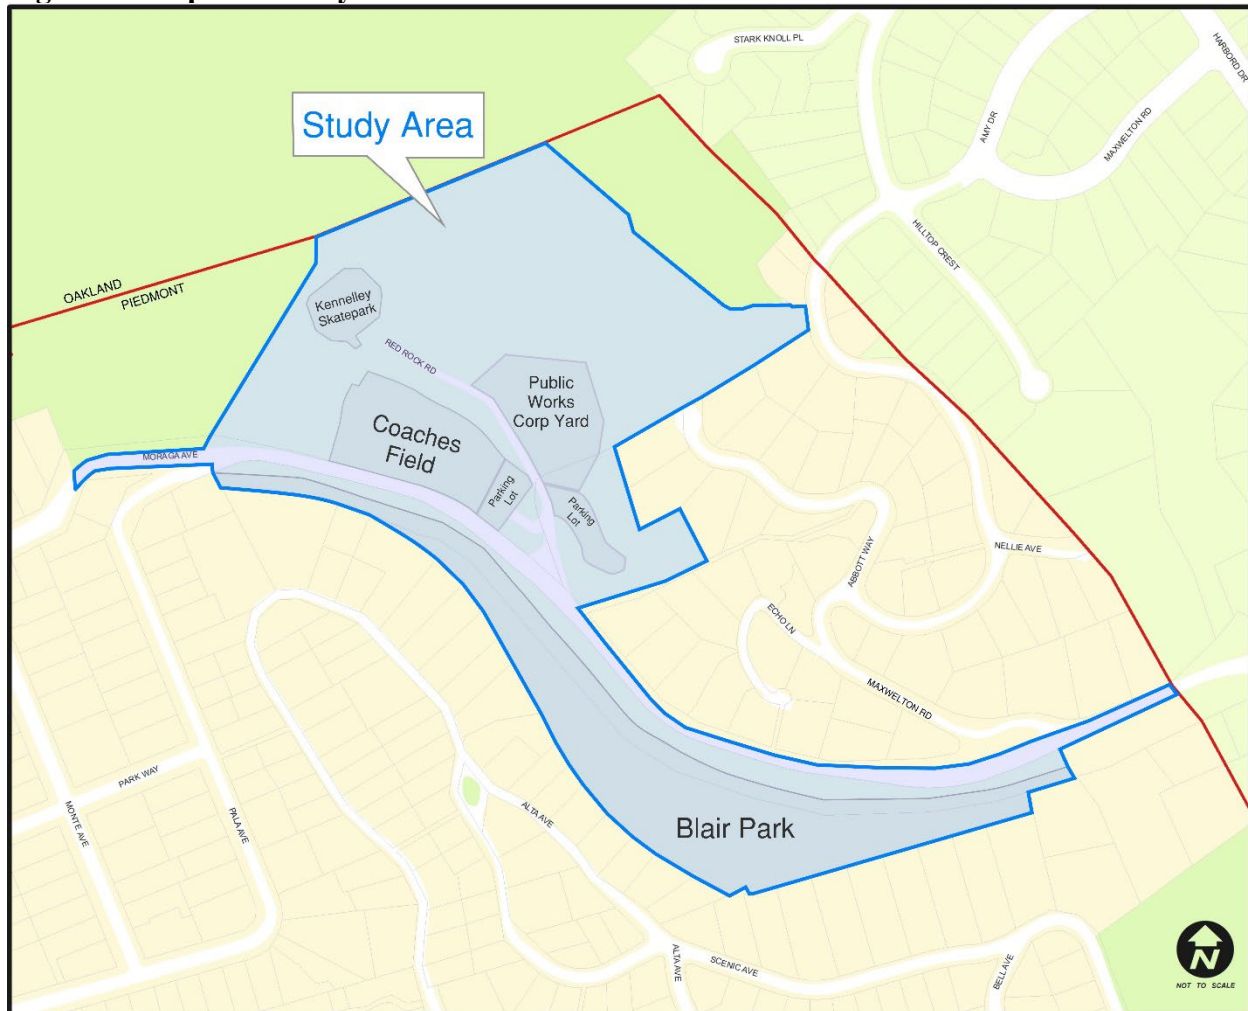 STARK KNOLL PL
HARBORD DR
AMY DR
MAXWELTON RD
Study Area
HILLTOP CREST
OAKLAND
PIEDMONT
Kennelley
Skatepark
RED ROCK RD
Public
Works
Corp Yard
Coaches
Field
MORAGA AVE
Parking
Lot
Parking
Lot
NELLIE AVE
ABBOTT WAY
ECHO LN
MAXWELTON RD
PARK WAY
MONTE AVE
PALA AVE
ALTA AVE
Blair Park
ALTA AVE
SCENIC AVE
BELL AVE
N
NOT TO SCALE